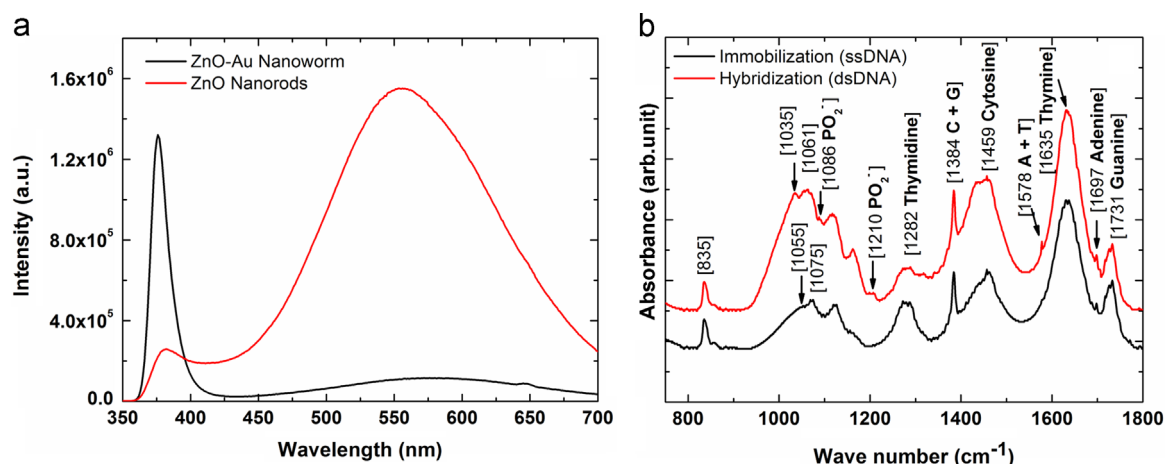 a
ZnO-Au Nanoworm
ZnO Nanorods
1.6x10⁶
1.2x10⁶
8.0x10⁵
4.0x10⁵
0.0
Intensity (a.u.)
350 400 450 500 550 600 650 700
Wavelength (nm)
b
Immobilization (ssDNA)
Hybridization (dsDNA)
Absorbance (arb.unit)
[835]
[1035]
[1061]
[1086 PO₂⁻]
[1055]
[1075]
[1210 PO₂⁻]
[1282 Thymidine]
[1384 C + G]
[1459 Cytosine]
[1578 A + T]
[1635 Thymine]
[1697 Adenine]
[1731 Guanine]
800 1000 1200 1400 1600 1800
Wave number (cm⁻¹)